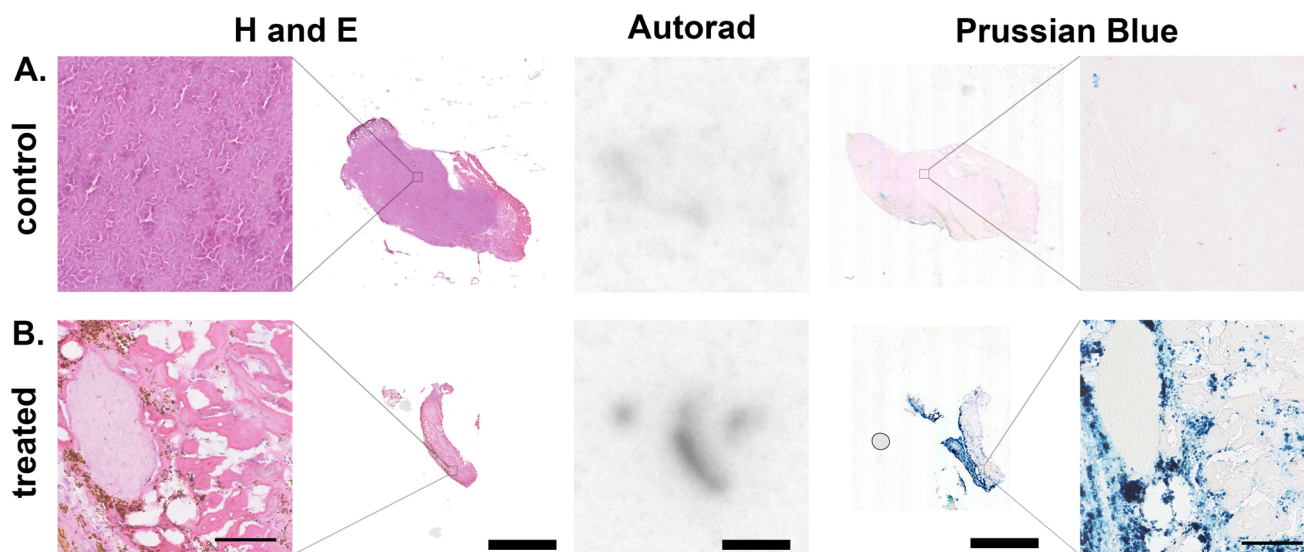 H and E Autorad Prussian Blue
A.
control
B.
treated